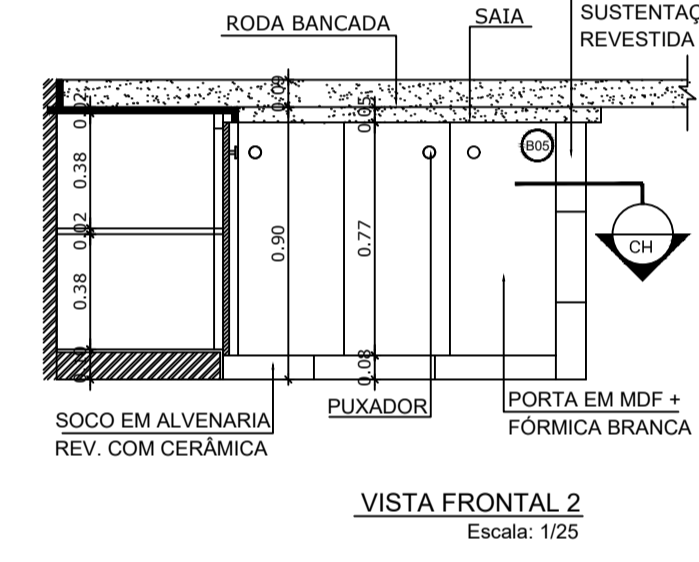 RODA BANCADA
SAIA
REVESTIDA
0.09
0.02
0.05
B05
0.38
0.02
0.90
0.77
CH
0.38
0.08
SOCO EM ALVENARIA
REV. COM CERÂMICA
PUXADOR
PORTA EM MDF +
FÓRMICA BRANCA
VISTA FRONTAL 2
Escala: 1/25